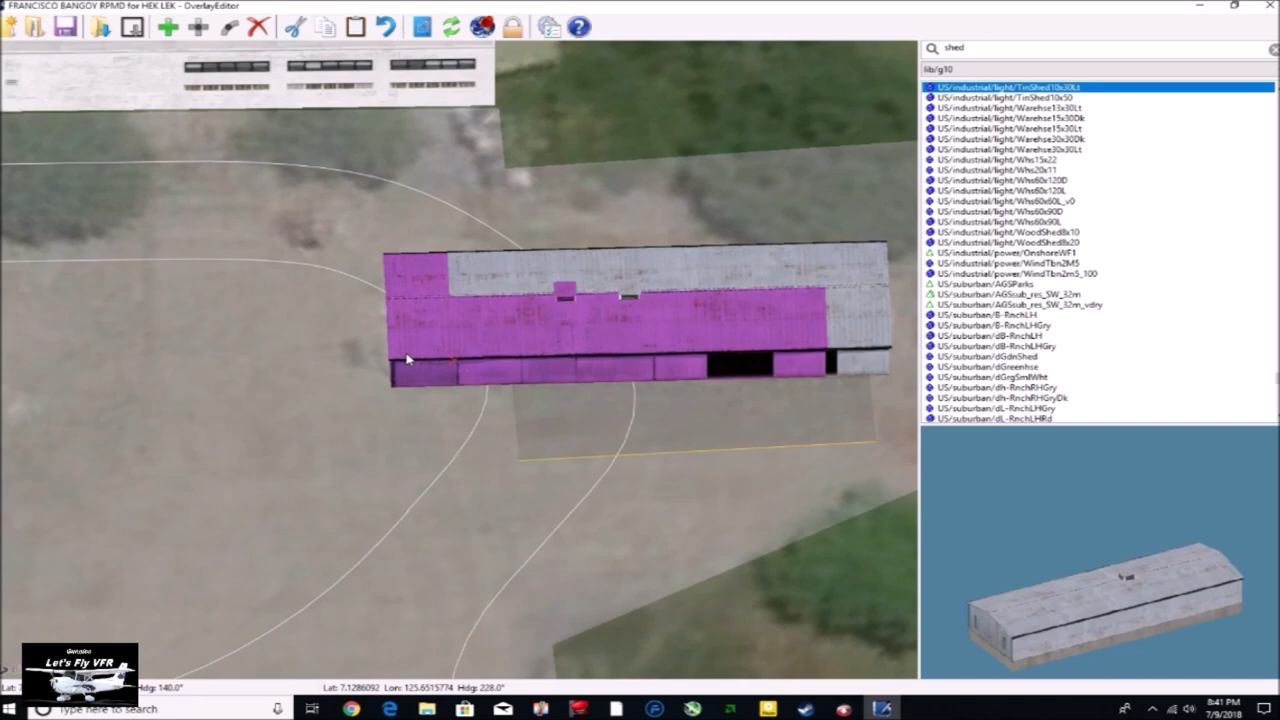 FRANCISCO BANGOY RPMD for HEK LEK - OverlayEditor
shed
lib/g10
US/industrial/light/TinShed10x30Lt
US/industrial/light/TinShed10x50
US/industrial/light/Warehse13x30Lt
US/industrial/light/Warehse15x30Dk
US/industrial/light/Warehse15x30Lt
US/industrial/light/Warehse30x30Dk
US/industrial/light/Warehse30x30Lt
US/industrial/light/Whs15x22
US/industrial/light/Whs20x11
US/industrial/light/Whs60x120D
US/industrial/light/Whs60x120L
US/industrial/light/Whs60x60L_v0
US/industrial/light/Whs60x90D
US/industrial/light/Whs60x90L
US/industrial/light/WoodShed8x10
US/industrial/light/WoodShed8x20
US/industrial/power/OnshoreWF1
US/industrial/power/WindTbn2M5
US/industrial/power/WindTbn2m5_100
US/suburban/AGSParks
US/suburban/AGSsub_res_SW_32m
US/suburban/AGSsub_res_SW_32m_vdry
US/suburban/B-RnchLH
US/suburban/B-RnchLHGry
US/suburban/dB-RnchLH
US/suburban/dB-RnchLHGry
US/suburban/dGdnShed
US/suburban/dGreenhse
US/suburban/dGrgSmlWht
US/suburban/dh-RnchRHGry
US/suburban/dh-RnchRHGryDk
US/suburban/dL-RnchLHGry
US/suburban/dL-RnchLHRd
Let's Fly VFR
Lat: 7 Hdg: 140.0° Lat: 7.1286092 Lon: 125.6515774 Hdg: 228.0°
Type here to search
8:41 PM
7/9/2018